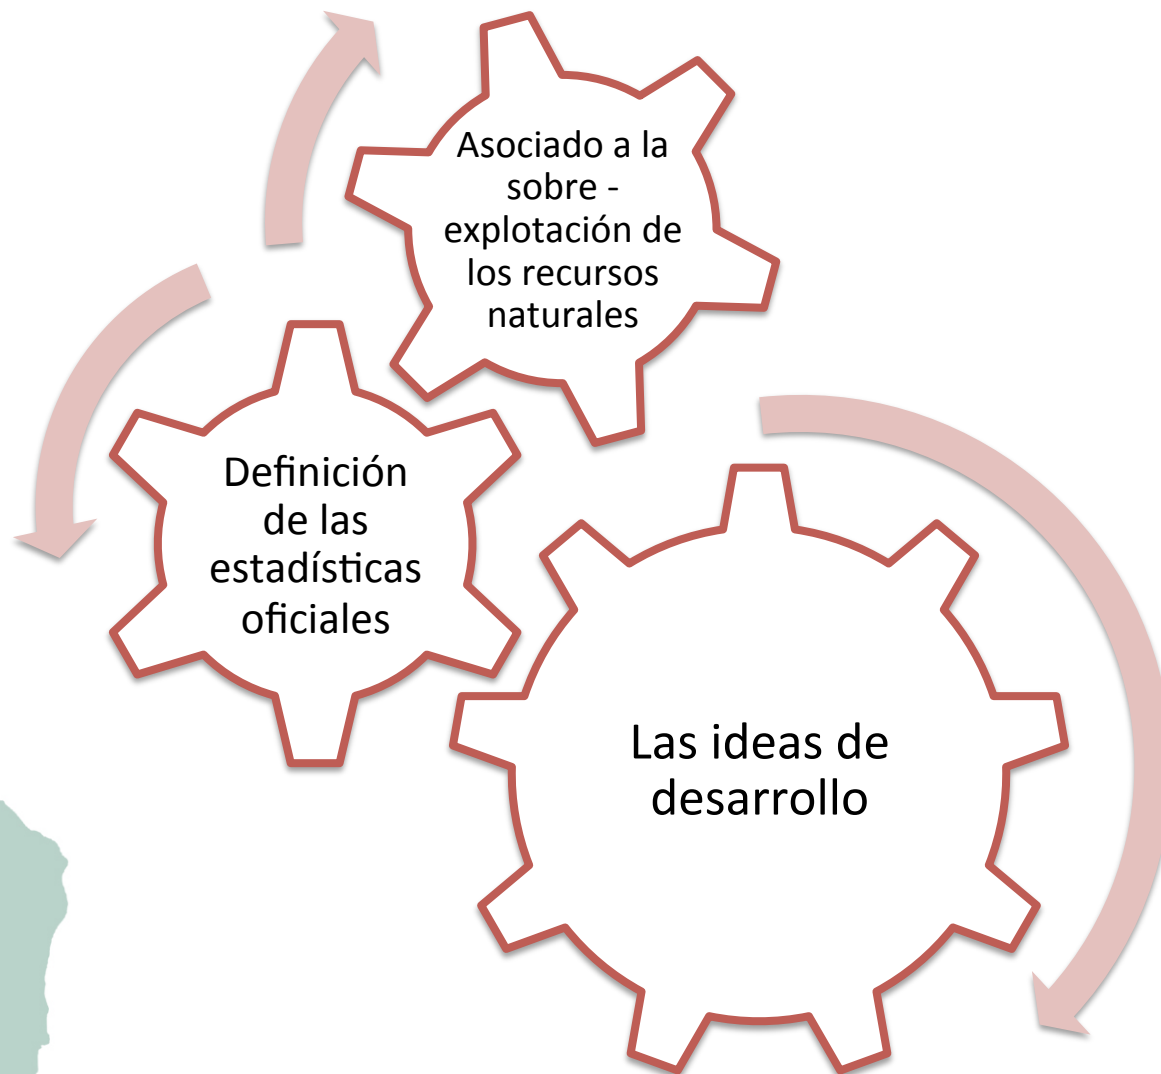 Asociado a la
sobre -
explotación de
los recursos
naturales
Definición
de las
estadísticas
oficiales
Las ideas de
desarrollo